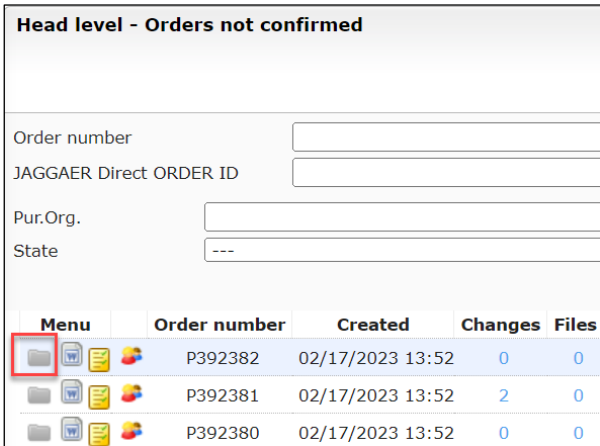 Head level - Orders not confirmed
Order number
JAGGAER Direct ORDER ID
Pur.Org.
State ---
Menu Order number Created Changes Files
P392382 02/17/2023 13:52 0 0
P392381 02/17/2023 13:52 2 0
P392380 02/17/2023 13:52 0 0